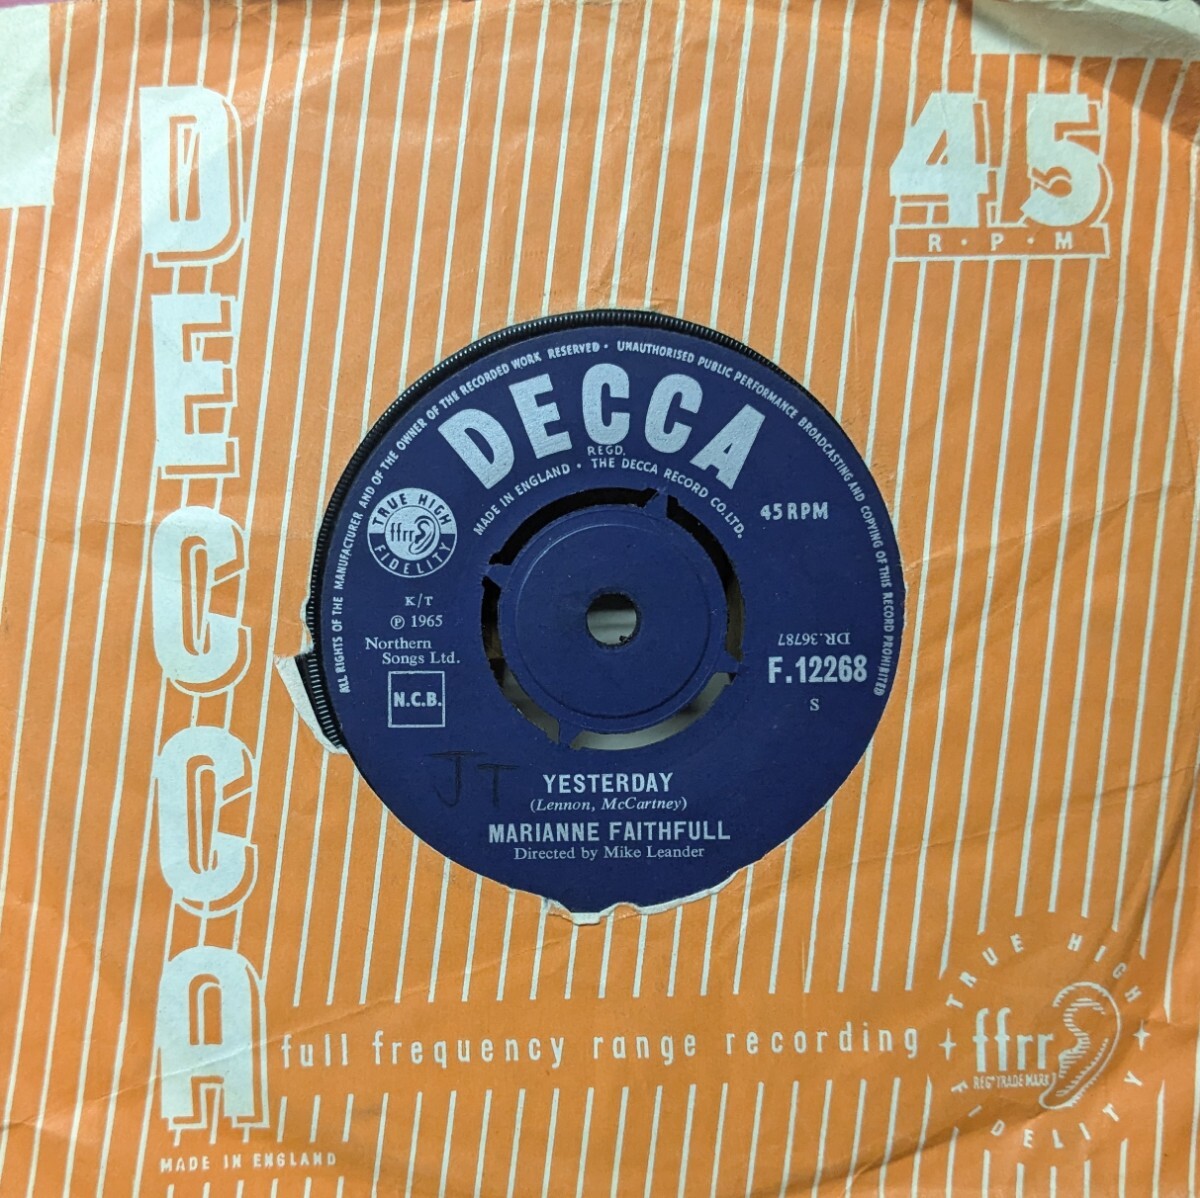 DECCA
45
R·P·M
ALL RIGHTS OF THE MANUFACTURER AND OF THE OWNER OF THE RECORDED WORK RESERVED · UNAUTHORISED PUBLIC PERFORMANCE BROADCASTING AND COPYING OF THIS RECORD PROHIBITED
DECCA
REGD.
MADE IN ENGLAND · THE DECCA RECORD CO. LTD.
TRUE HIGH
ffrr
FIDELITY
45 RPM
K/T
℗ 1965
Northern
Songs Ltd.
N.C.B.
DR.36787
F.12268
S
JT
YESTERDAY
(Lennon, McCartney)
MARIANNE FAITHFULL
Directed by Mike Leander
full frequency range recording
TRUE HIGH
ffrr
REGD TRADE MARK
FIDELITY
MADE IN ENGLAND